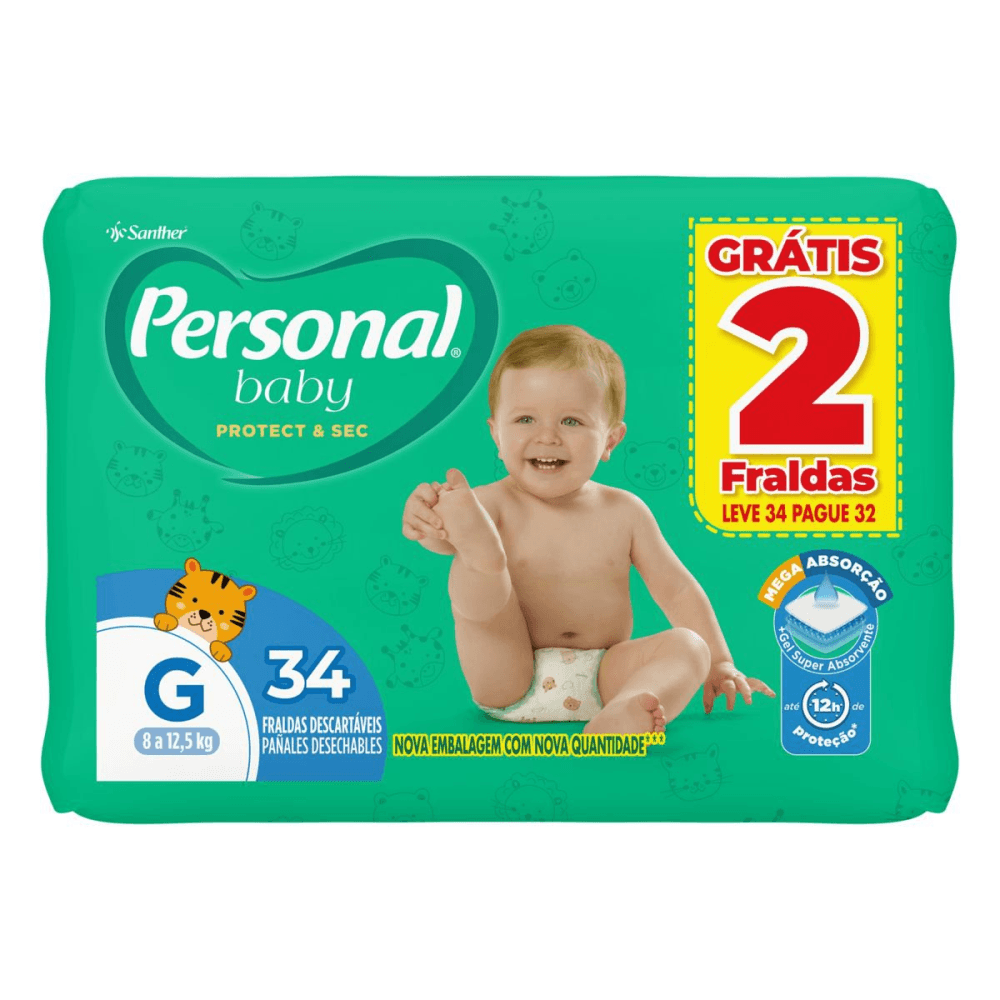 Santher
Personal®
baby
PROTECT & SEC
GRÁTIS
2
Fraldas
LEVE 34 PAGUE 32
MEGA ABSORÇÃO
+Gel Super Absorvente
até 12h de
proteção*
G
8 a 12,5 kg
34
FRALDAS DESCARTÁVEIS
PAÑALES DESECHABLES
NOVA EMBALAGEM COM NOVA QUANTIDADE***